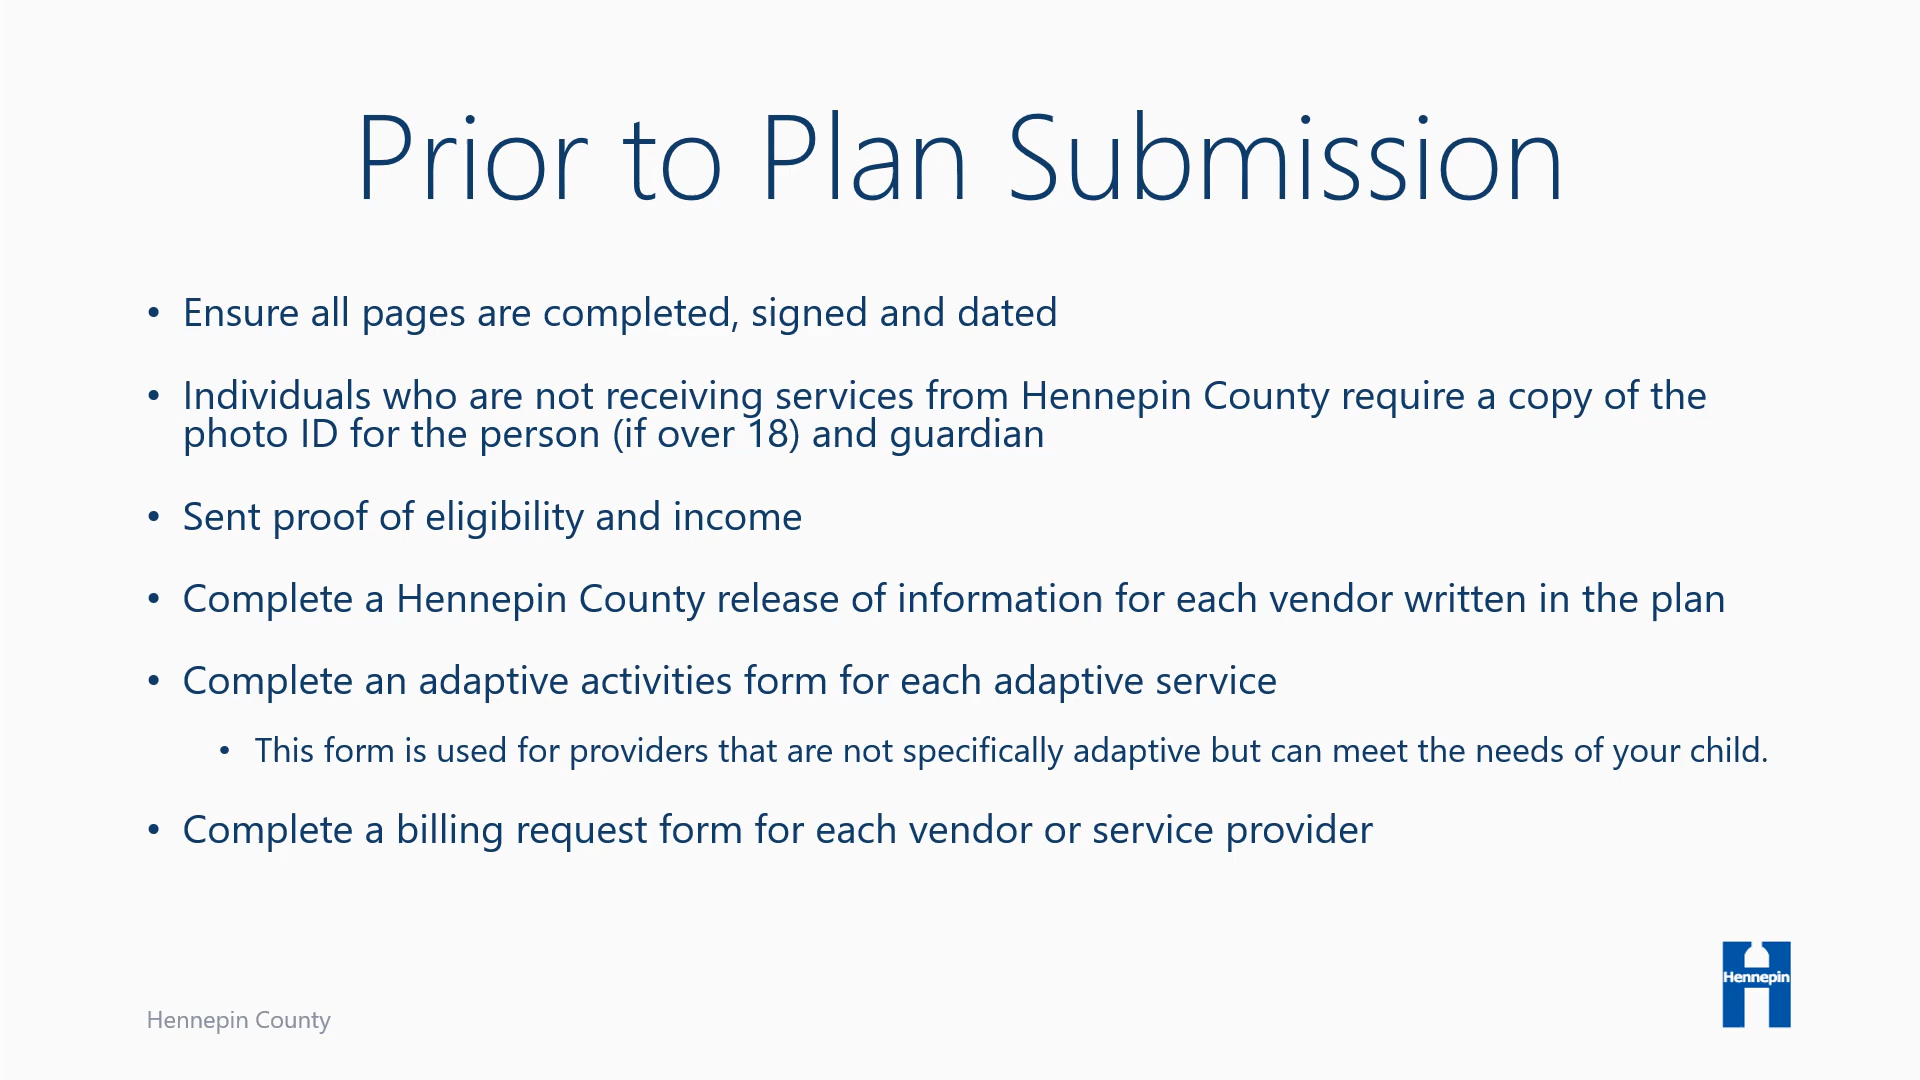 Prior to Plan Submission
• Ensure all pages are completed, signed and dated
• Individuals who are not receiving services from Hennepin County require a copy of the
photo ID for the person (if over 18) and guardian
• Sent proof of eligibility and income
• Complete a Hennepin County release of information for each vendor written in the plan
• Complete an adaptive activities form for each adaptive service
• This form is used for providers that are not specifically adaptive but can meet the needs of your child.
• Complete a billing request form for each vendor or service provider
Hennepin
Hennepin County